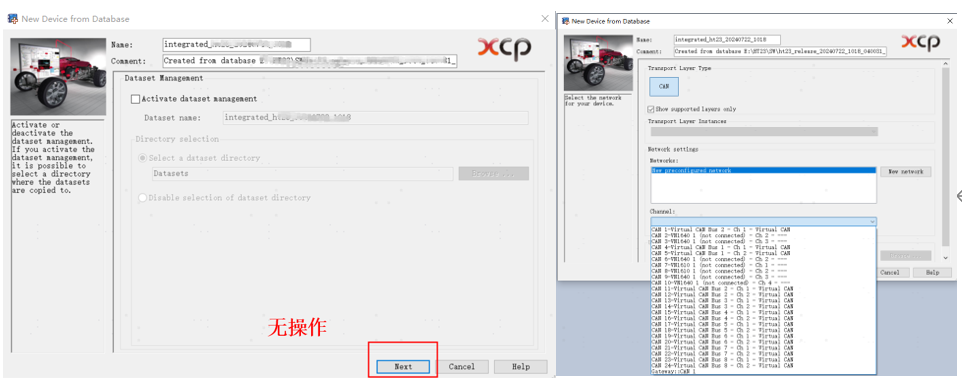 New Device from Database
xcp
Name:
integrated_
Comment:
Created from database E:\
Dataset Management
Activate dataset management
Dataset name:
integrated_ht23_ _1018
Directory selection
Select a dataset directory
Datasets
Browse ...
Disable selection of dataset directory
Activate or
deactivate the
dataset management.
If you activate the
dataset management,
it is possible to
select a directory
where the datasets
are copied to.
无操作
Next
Cancel
Help
New Device from Database
xcp
Name:
integrated_ht23_20240722_1018
Comment:
Created from database E:\HT23\SW\ht23_release_20240722_1018_040031_
Select the network
for your device.
Transport Layer Type
CAN
Show supported layers only
Transport Layer Instances
Network settings
Networks:
New preconfigured network
New network
Channel:
CAN 1-Virtual CAN Bus 2 - Ch 1 - Virtual CAN
CAN 2-VN1640 1 (not connected) - Ch 2 - ---
CAN 3-VN1640 1 (not connected) - Ch 3 - ---
CAN 4-Virtual CAN Bus 1 - Ch 1 - Virtual CAN
CAN 5-Virtual CAN Bus 1 - Ch 2 - Virtual CAN
CAN 6-VN1640 1 (not connected) - Ch 2 - ---
CAN 7-VN1610 1 (not connected) - Ch 1 - ---
CAN 8-VN1610 1 (not connected) - Ch 2 - ---
CAN 9-VN1640 1 (not connected) - Ch 3 - ---
CAN 10-VN1640 1 (not connected) - Ch 4 - ---
CAN 11-Virtual CAN Bus 2 - Ch 1 - Virtual CAN
CAN 12-Virtual CAN Bus 2 - Ch 2 - Virtual CAN
CAN 13-Virtual CAN Bus 3 - Ch 1 - Virtual CAN
CAN 14-Virtual CAN Bus 3 - Ch 2 - Virtual CAN
CAN 15-Virtual CAN Bus 4 - Ch 1 - Virtual CAN
CAN 16-Virtual CAN Bus 4 - Ch 2 - Virtual CAN
CAN 17-Virtual CAN Bus 5 - Ch 1 - Virtual CAN
CAN 18-Virtual CAN Bus 5 - Ch 2 - Virtual CAN
CAN 19-Virtual CAN Bus 6 - Ch 1 - Virtual CAN
CAN 20-Virtual CAN Bus 6 - Ch 2 - Virtual CAN
CAN 21-Virtual CAN Bus 7 - Ch 1 - Virtual CAN
CAN 22-Virtual CAN Bus 7 - Ch 2 - Virtual CAN
CAN 23-Virtual CAN Bus 8 - Ch 1 - Virtual CAN
CAN 24-Virtual CAN Bus 8 - Ch 2 - Virtual CAN
Gateway::CAN 1
Cancel
Help